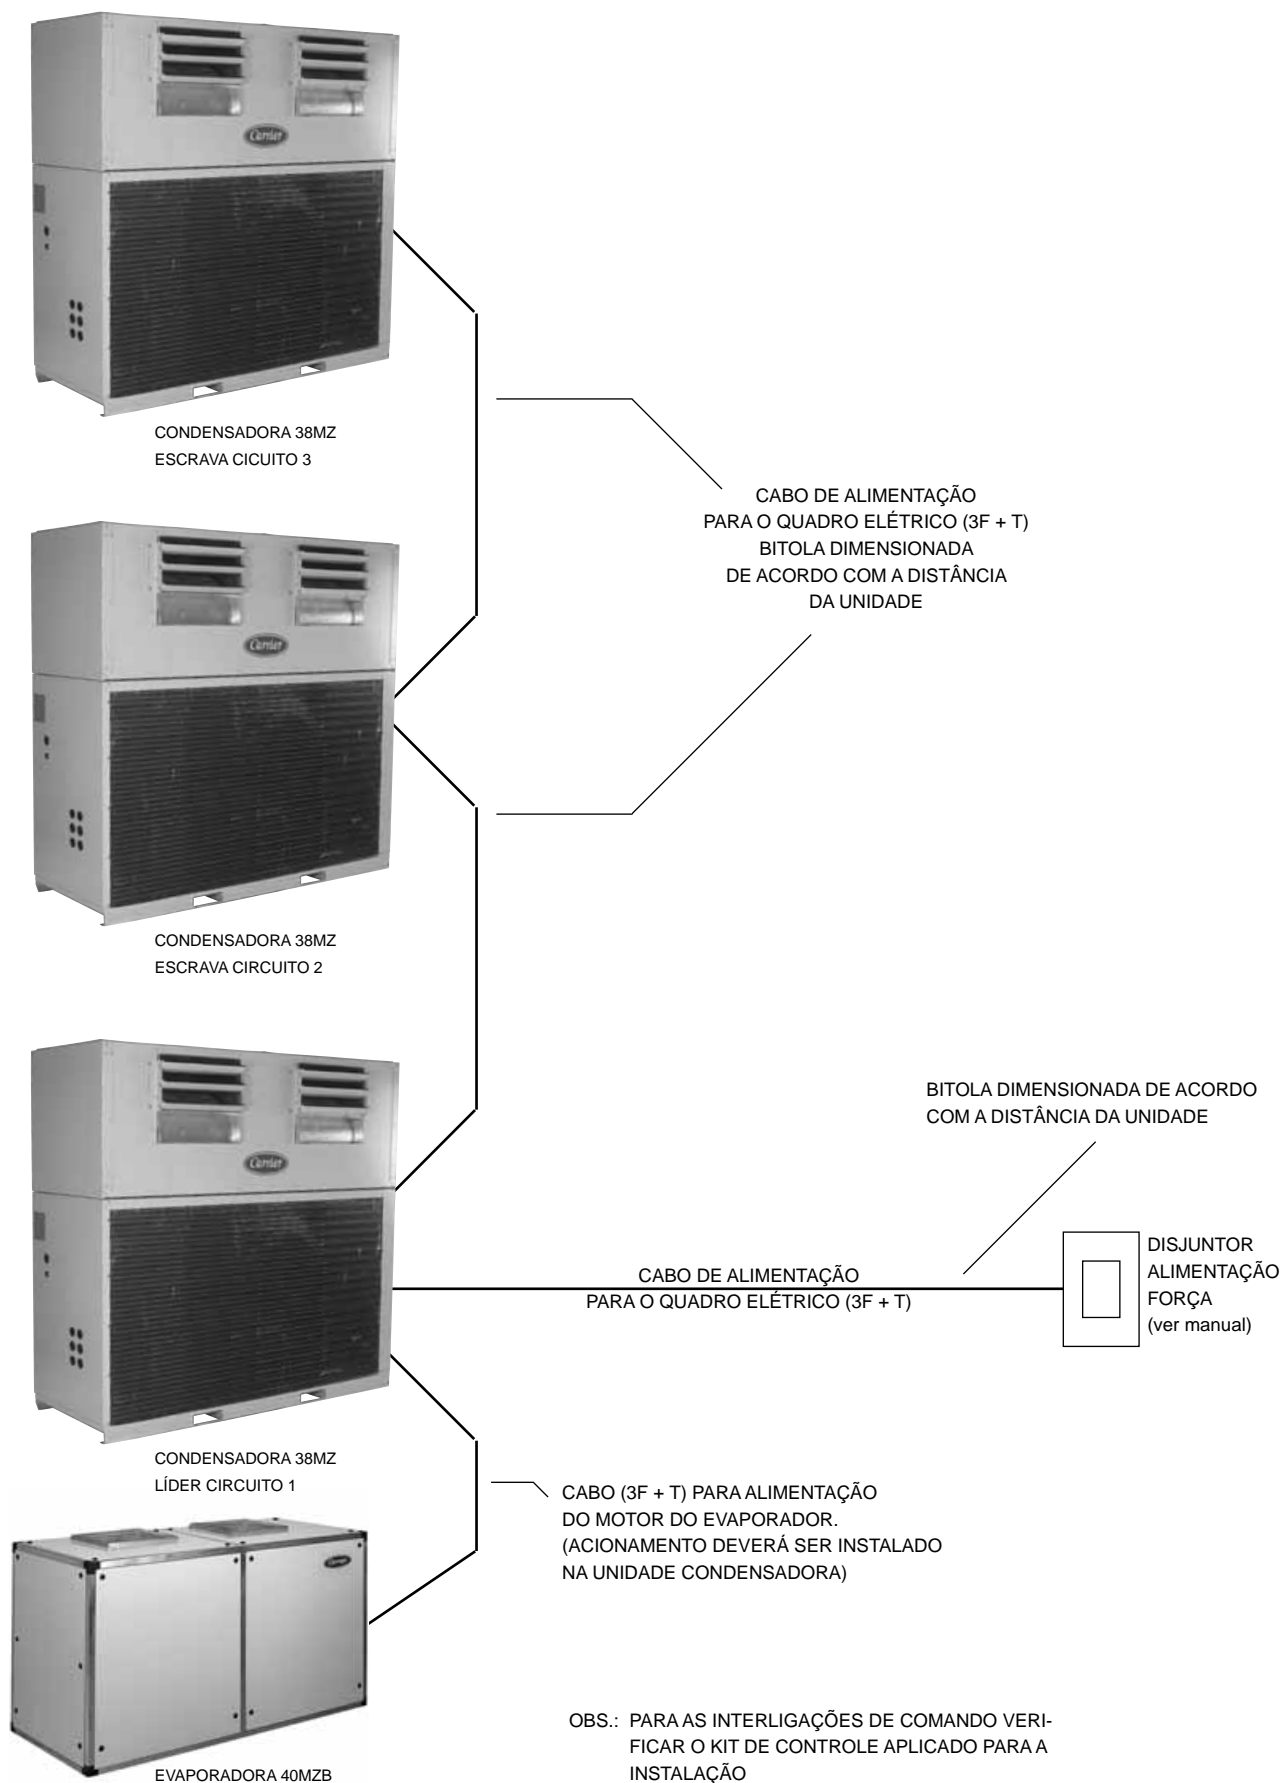 Carrier
CONDENSADORA 38MZ
ESCRAVA CICUITO 3
CABO DE ALIMENTAÇÃO
PARA O QUADRO ELÉTRICO (3F + T)
BITOLA DIMENSIONADA
DE ACORDO COM A DISTÂNCIA
DA UNIDADE
Carrier
CONDENSADORA 38MZ
ESCRAVA CIRCUITO 2
BITOLA DIMENSIONADA DE ACORDO
COM A DISTÂNCIA DA UNIDADE
Carrier
DISJUNTOR
ALIMENTAÇÃO
FORÇA
(ver manual)
CABO DE ALIMENTAÇÃO
PARA O QUADRO ELÉTRICO (3F + T)
CONDENSADORA 38MZ
LÍDER CIRCUITO 1
CABO (3F + T) PARA ALIMENTAÇÃO
DO MOTOR DO EVAPORADOR.
(ACIONAMENTO DEVERÁ SER INSTALADO
NA UNIDADE CONDENSADORA)
Carrier
EVAPORADORA 40MZB
OBS.: PARA AS INTERLIGAÇÕES DE COMANDO VERI-
FICAR O KIT DE CONTROLE APLICADO PARA A
INSTALAÇÃO